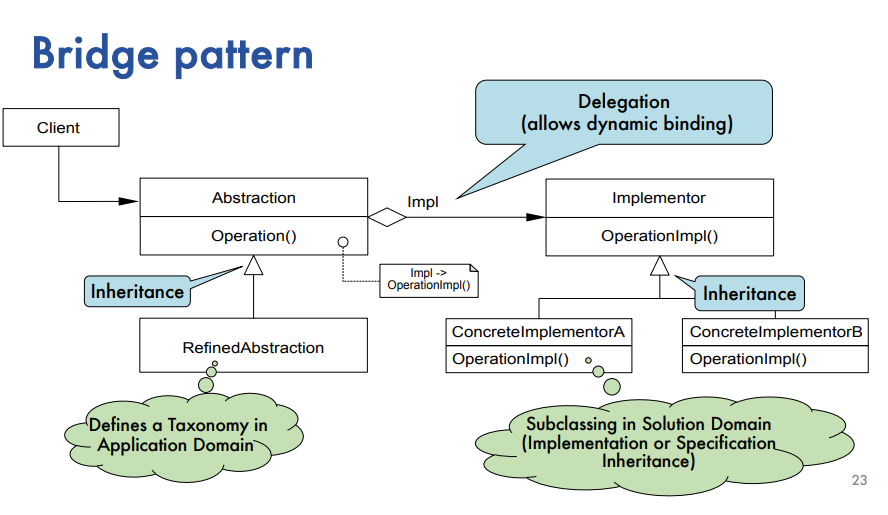 Bridge pattern
Delegation
(allows dynamic binding)
Client
Abstraction
Impl
Implementor
Operation()
OperationImpl()
Impl ->
OperationImpl()
Inheritance
Inheritance
RefinedAbstraction
ConcreteImplementorA
ConcreteImplementorB
OperationImpl()
OperationImpl()
Defines a Taxonomy in
Application Domain
Subclassing in Solution Domain
(Implementation or Specification
Inheritance)
23